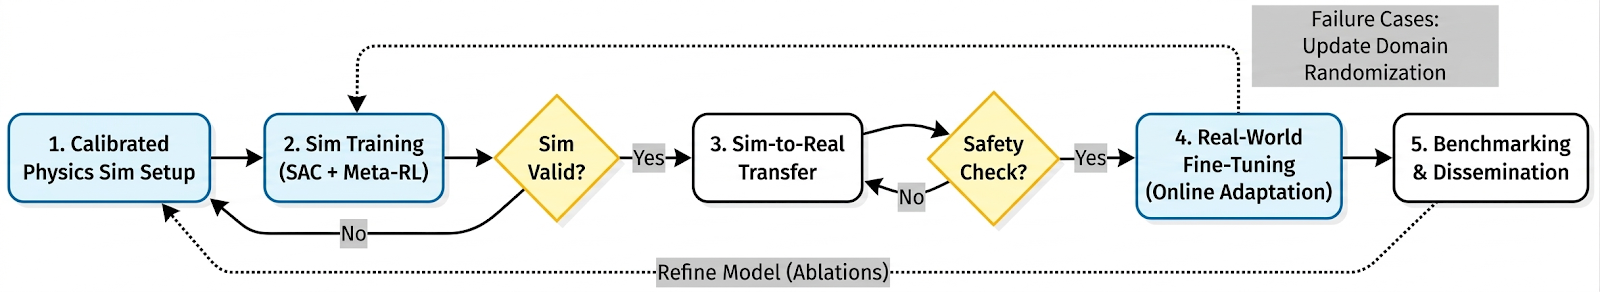 Failure Cases:
Update Domain
Randomization
1. Calibrated
Physics Sim Setup
2. Sim Training
(SAC + Meta-RL)
Sim
Valid?
Yes
3. Sim-to-Real
Transfer
Safety
Check?
Yes
4. Real-World
Fine-Tuning
(Online Adaptation)
5. Benchmarking
& Dissemination
No
No
Refine Model (Ablations)